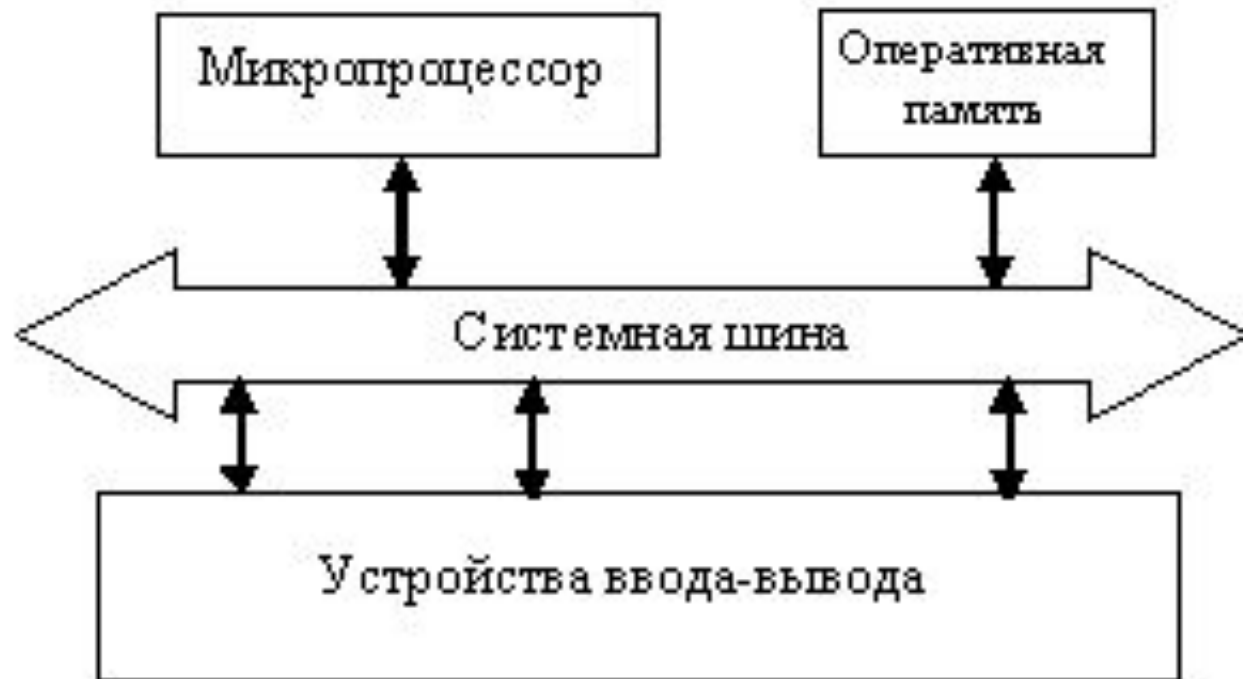 Микропроцессор
Оперативная
память
Системная шина
Устройства ввода-вывода